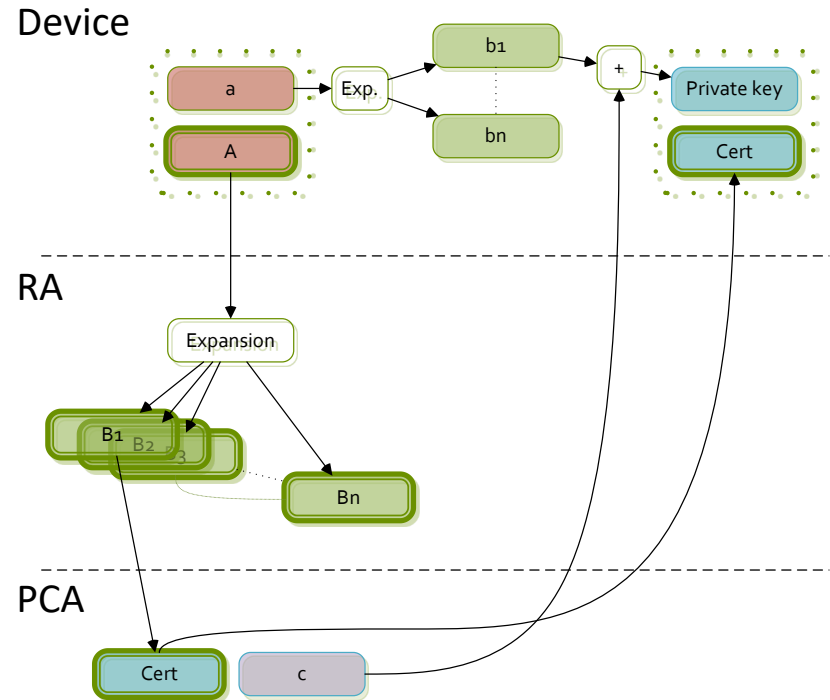 Device
a
Exp.
b1
+
Private key
A
bn
Cert
RA
Expansion
B1
B2
B3
Bn
PCA
Cert
c